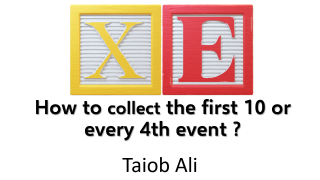 X E
How to collect the first 10 or
every 4th event ?
Taiob Ali